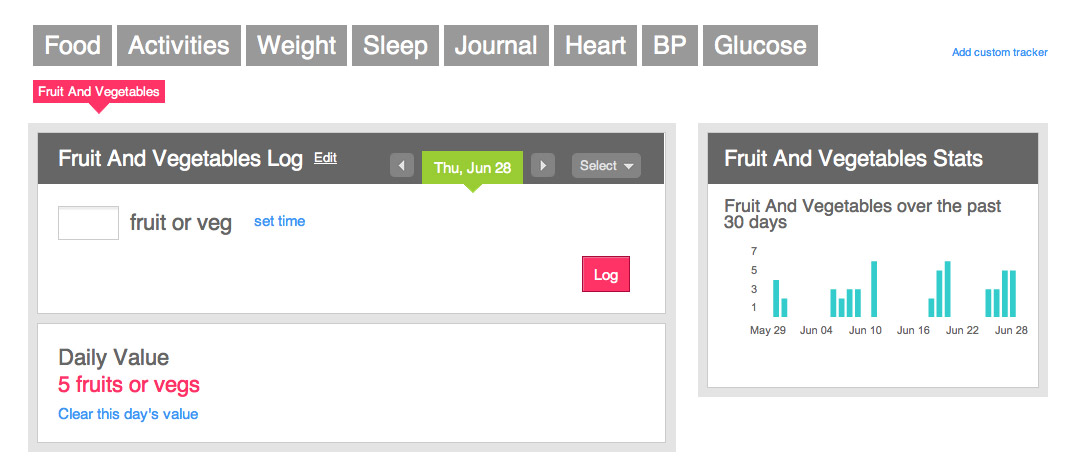 Food Activities Weight Sleep Journal Heart BP Glucose
Add custom tracker
Fruit And Vegetables
Fruit And Vegetables Log Edit
Thu, Jun 28
Select
fruit or veg set time
Log
Daily Value
5 fruits or vegs
Clear this day's value
Fruit And Vegetables Stats
Fruit And Vegetables over the past
30 days
7
5
3
1
May 29 Jun 04 Jun 10 Jun 16 Jun 22 Jun 28